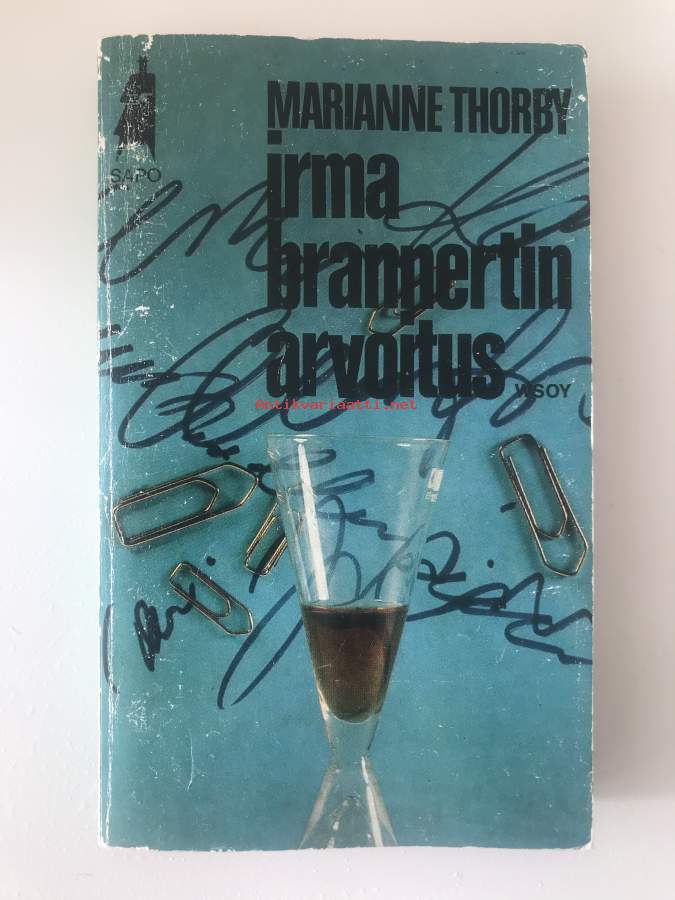 SAPO
MARIANNE THORBY
irma
brannertin
arvoitus
WSOY
Antikvariaatti.net